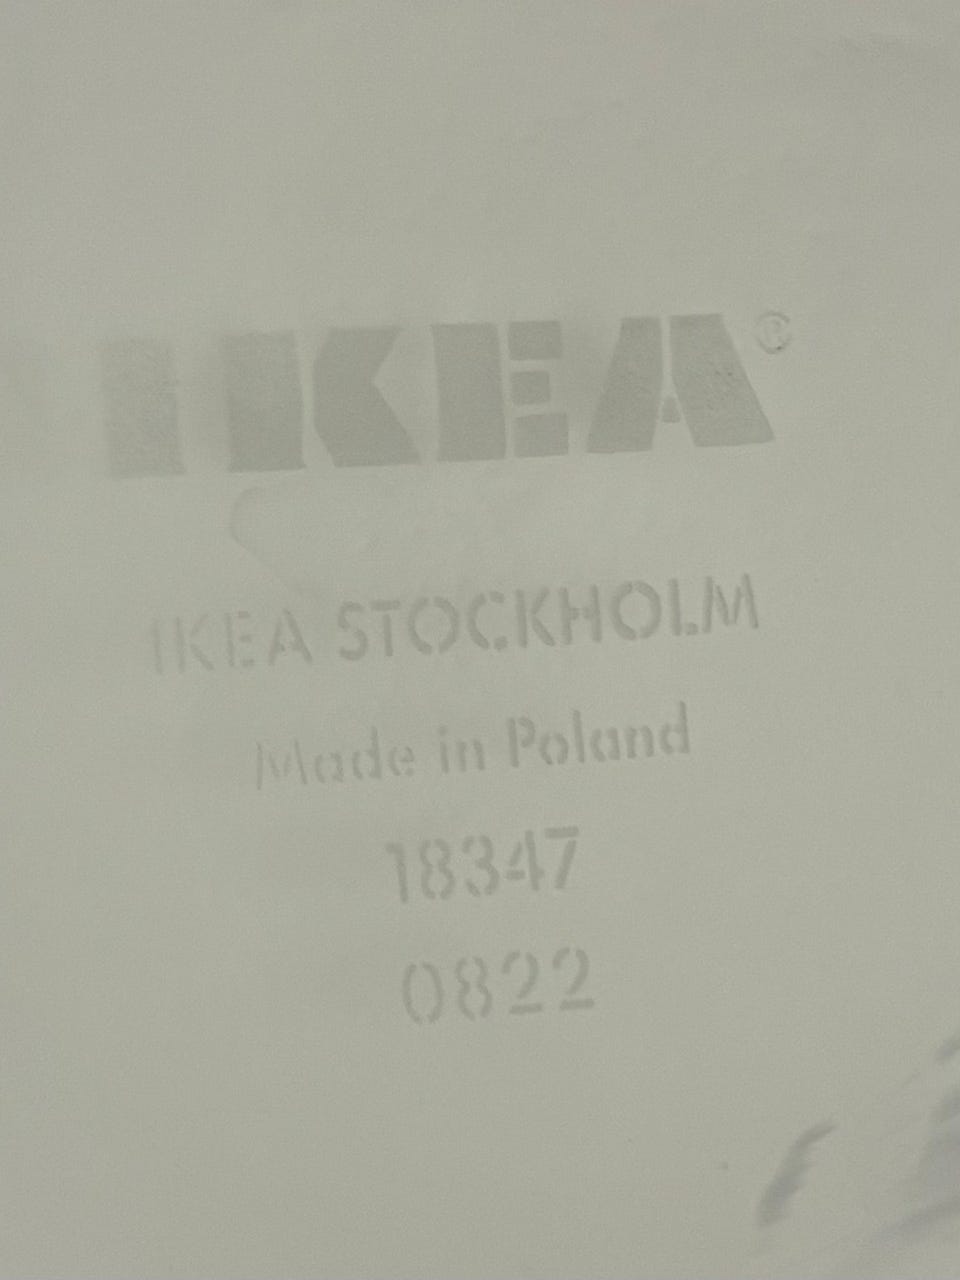 IKEA®
IKEA STOCKHOLM
Made in Poland
18347
0822